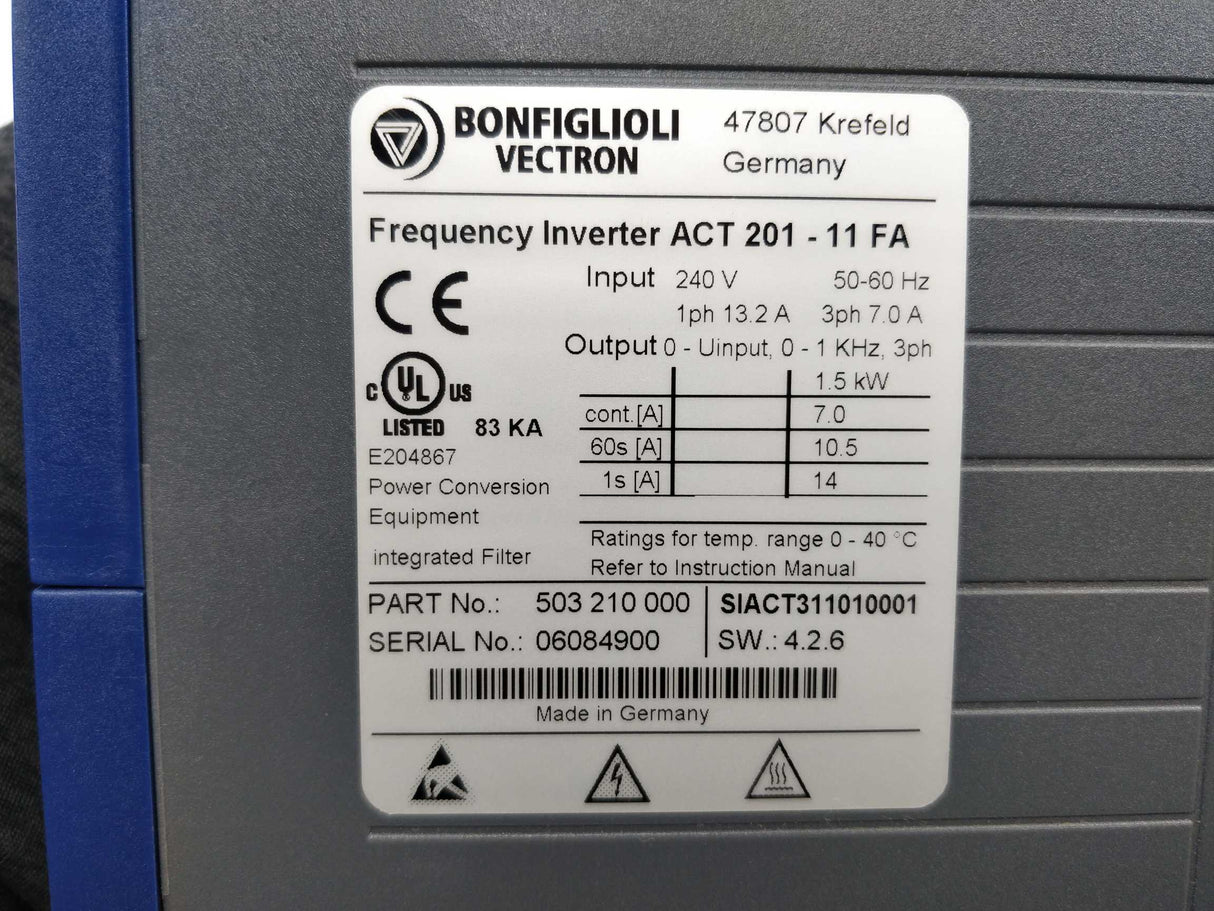 BONFIGLIOLI
VECTRON
47807 Krefeld
Germany
Frequency Inverter ACT 201 - 11 FA
CE
Input 240 V 50-60 Hz
1ph 13.2 A 3ph 7.0 A
Output 0 - Uinput, 0 - 1 KHz, 3ph
1.5 kW
cont.[A] 7.0
60s [A] 10.5
1s [A] 14
C UL US
LISTED 83 KA
E204867
Power Conversion
Equipment
integrated Filter
Ratings for temp. range 0 - 40 °C
Refer to Instruction Manual
PART No.: 503 210 000 SIACT311010001
SERIAL No.: 06084900 SW.: 4.2.6
Made in Germany